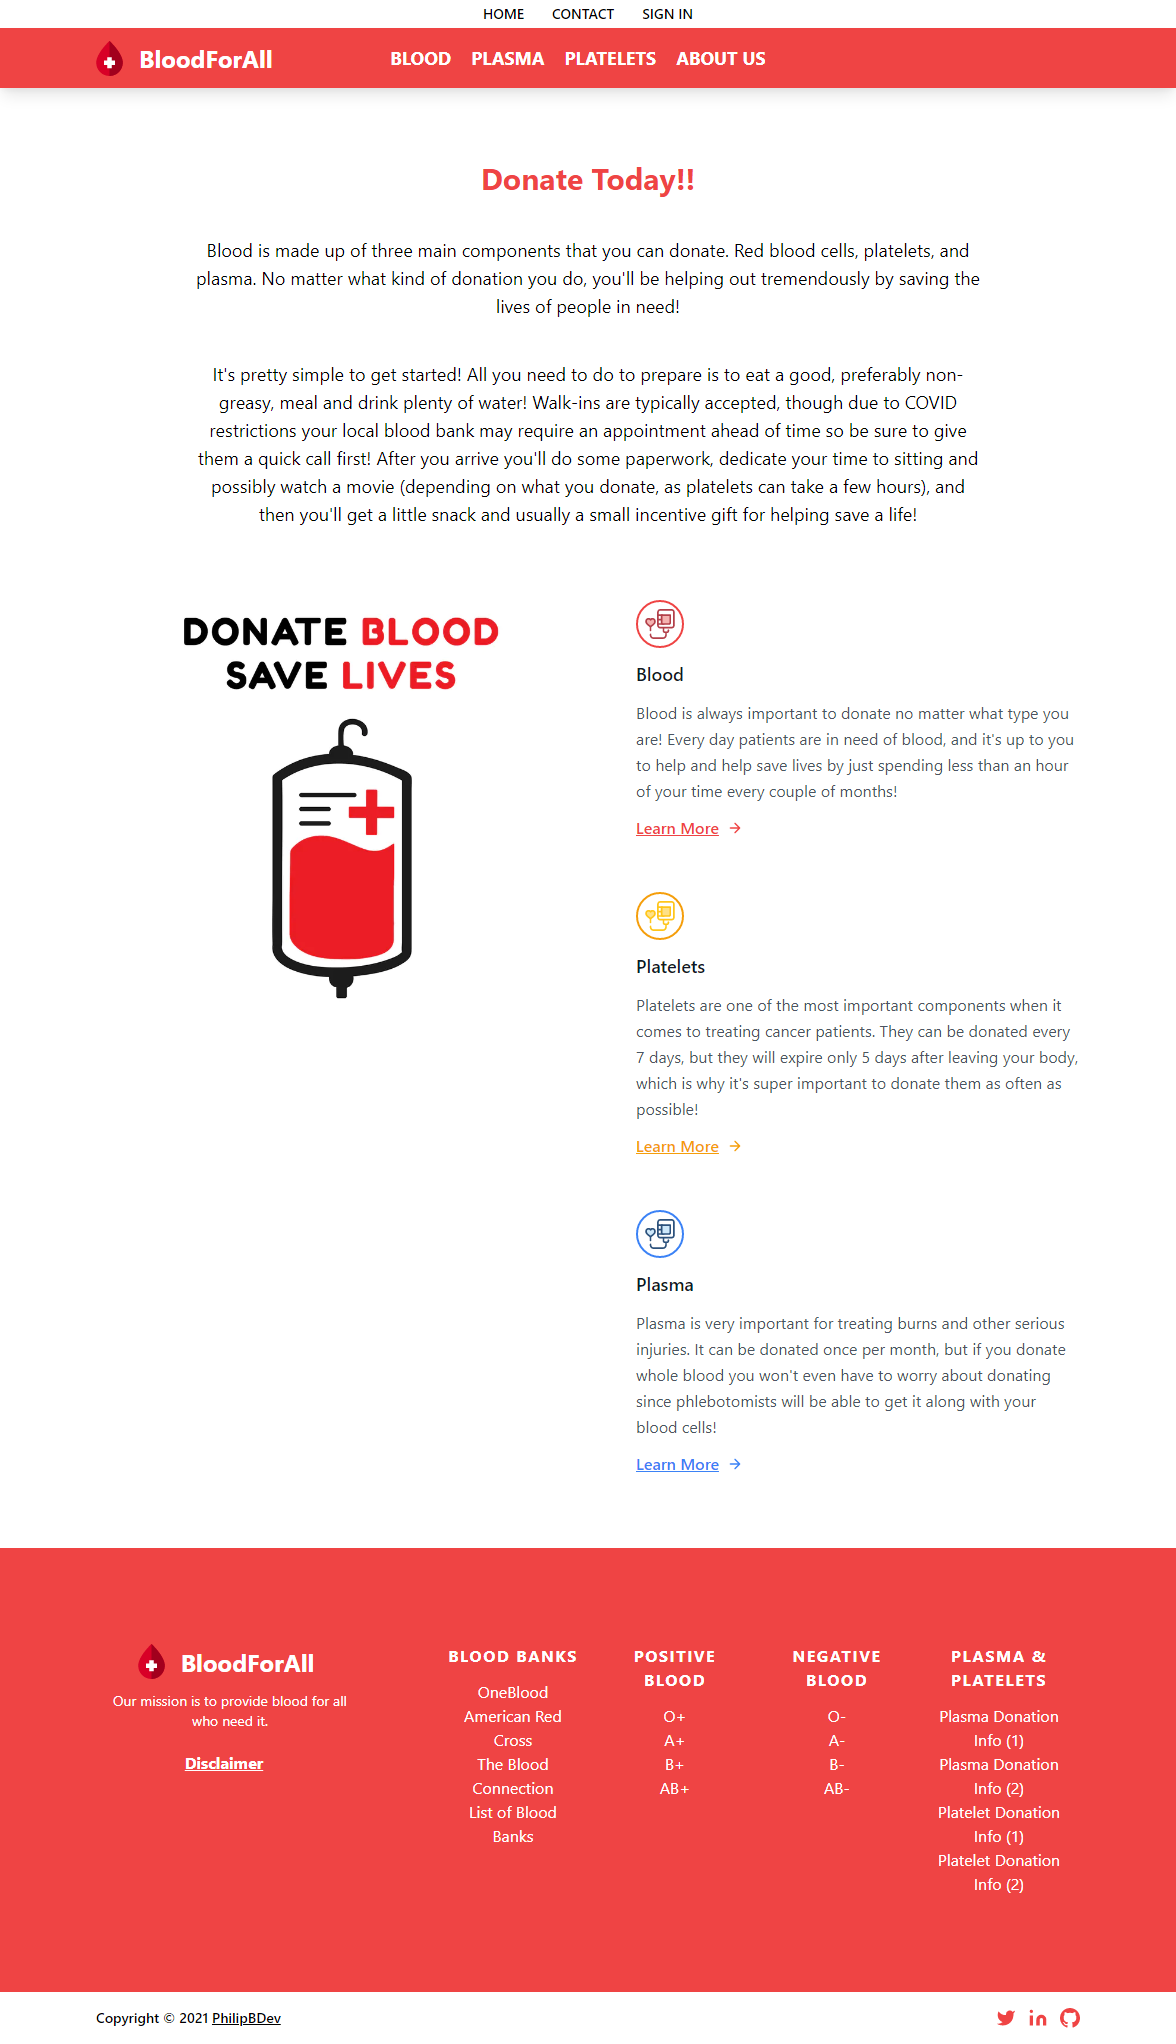 HOME CONTACT SIGN IN
BloodForAll BLOOD PLASMA PLATELETS ABOUT US
Donate Today!!
Blood is made up of three main components that you can donate. Red blood cells, platelets, and
plasma. No matter what kind of donation you do, you'll be helping out tremendously by saving the
lives of people in need!
It's pretty simple to get started! All you need to do to prepare is to eat a good, preferably non-
greasy, meal and drink plenty of water! Walk-ins are typically accepted, though due to COVID
restrictions your local blood bank may require an appointment ahead of time so be sure to give
them a quick call first! After you arrive you'll do some paperwork, dedicate your time to sitting and
possibly watch a movie (depending on what you donate, as platelets can take a few hours), and
then you'll get a little snack and usually a small incentive gift for helping save a life!
DONATE BLOOD
SAVE LIVES
Blood
Blood is always important to donate no matter what type you
are! Every day patients are in need of blood, and it's up to you
to help and help save lives by just spending less than an hour
of your time every couple of months!
Learn More
Platelets
Platelets are one of the most important components when it
comes to treating cancer patients. They can be donated every
7 days, but they will expire only 5 days after leaving your body,
which is why it's super important to donate them as often as
possible!
Learn More
Plasma
Plasma is very important for treating burns and other serious
injuries. It can be donated once per month, but if you donate
whole blood you won't even have to worry about donating
since phlebotomists will be able to get it along with your
blood cells!
Learn More
BloodForAll
Our mission is to provide blood for all
who need it.
Disclaimer
BLOOD BANKS
OneBlood
American Red
Cross
The Blood
Connection
List of Blood
Banks
POSITIVE
BLOOD
O+
A+
B+
AB+
NEGATIVE
BLOOD
O-
A-
B-
AB-
PLASMA &
PLATELETS
Plasma Donation
Info (1)
Plasma Donation
Info (2)
Platelet Donation
Info (1)
Platelet Donation
Info (2)
Copyright © 2021 PhilipBDev